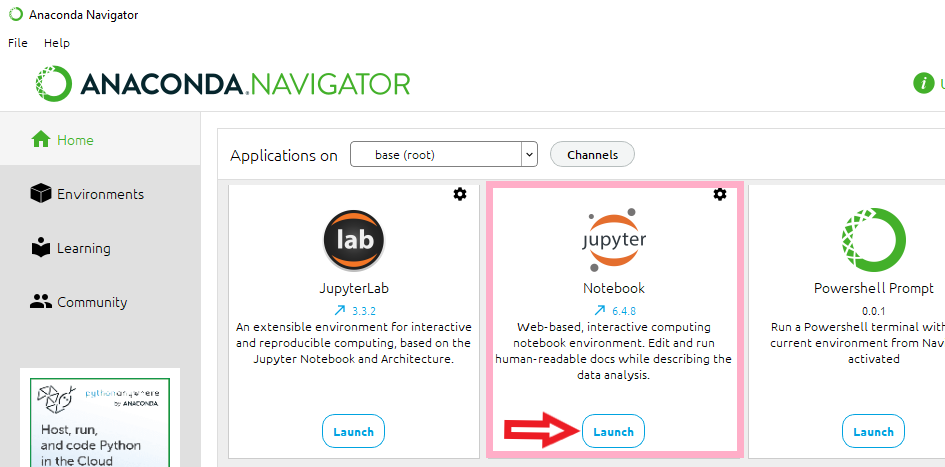 Anaconda Navigator
File Help
ANACONDA.NAVIGATOR
Home
Environments
Learning
Community
pythonanywhere
by ANACONDA
Host, run,
and code Python
in the Cloud
Applications on base (root) Channels
lab
JupyterLab
3.3.2
An extensible environment for interactive
and reproducible computing, based on the
Jupyter Notebook and Architecture.
Launch
jupyter
Notebook
6.4.8
Web-based, interactive computing
notebook environment. Edit and run
human-readable docs while describing the
data analysis.
Launch
Powershell Prompt
0.0.1
Run a Powershell terminal with
current environment from Nav
activated
Launch